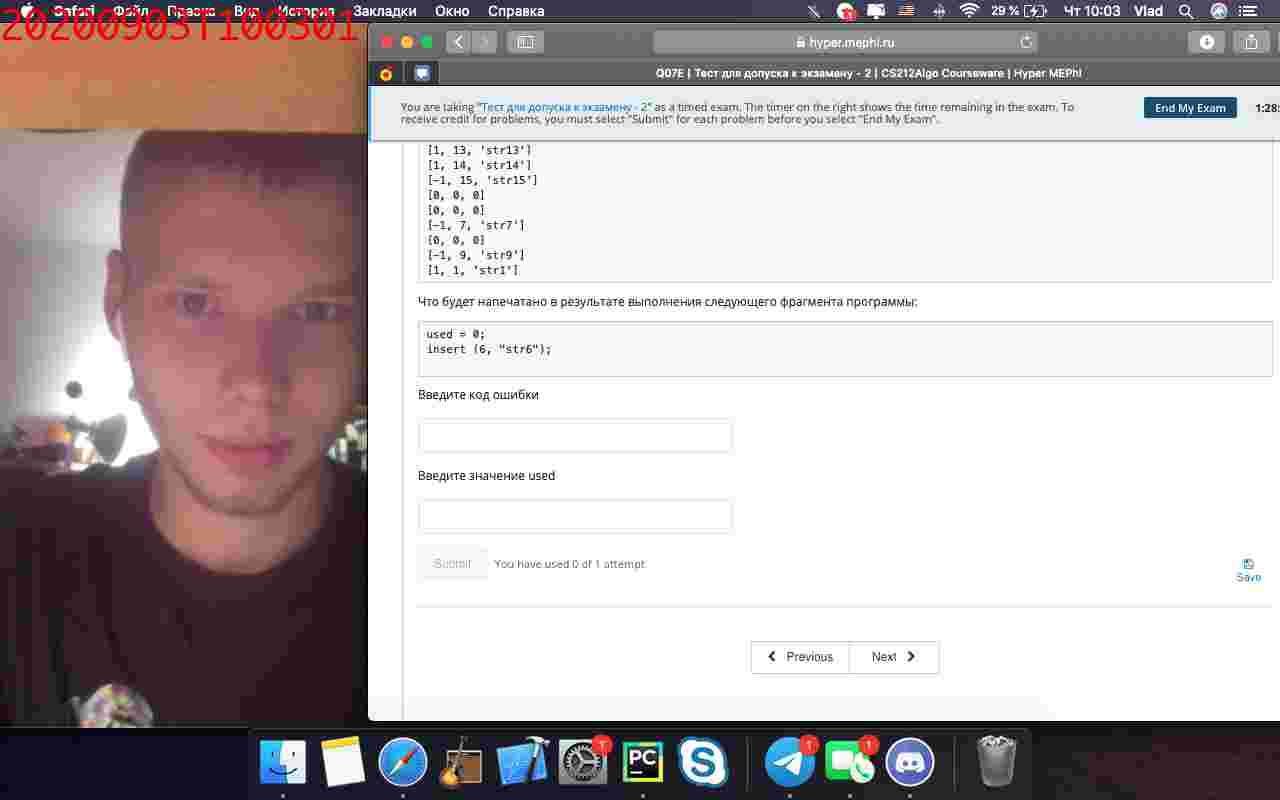 Safari Файл Правка Вид История Закладки Окно Справка 29 % Чт 10:03 Vlad
20200903T100301
hyper.mephi.ru
Q07E | Тест для допуска к экзамену - 2 | CS212Algo Courseware | Hyper MEPhI
You are taking "Тест для допуска к экзамену - 2" as a timed exam. The timer on the right shows the time remaining in the exam. To
receive credit for problems, you must select "Submit" for each problem before you select "End My Exam".
End My Exam
1:28:
[1, 13, 'str13']
[1, 14, 'str14']
[-1, 15, 'str15']
[0, 0, 0]
[0, 0, 0]
[-1, 7, 'str7']
[0, 0, 0]
[-1, 9, 'str9']
[1, 1, 'str1']
Что будет напечатано в результате выполнения следующего фрагмента программы:
used = 0;
insert (6, "str6");
Введите код ошибки
Введите значение used
Submit
You have used 0 of 1 attempt
Save
Previous
Next
1
PC
1
1